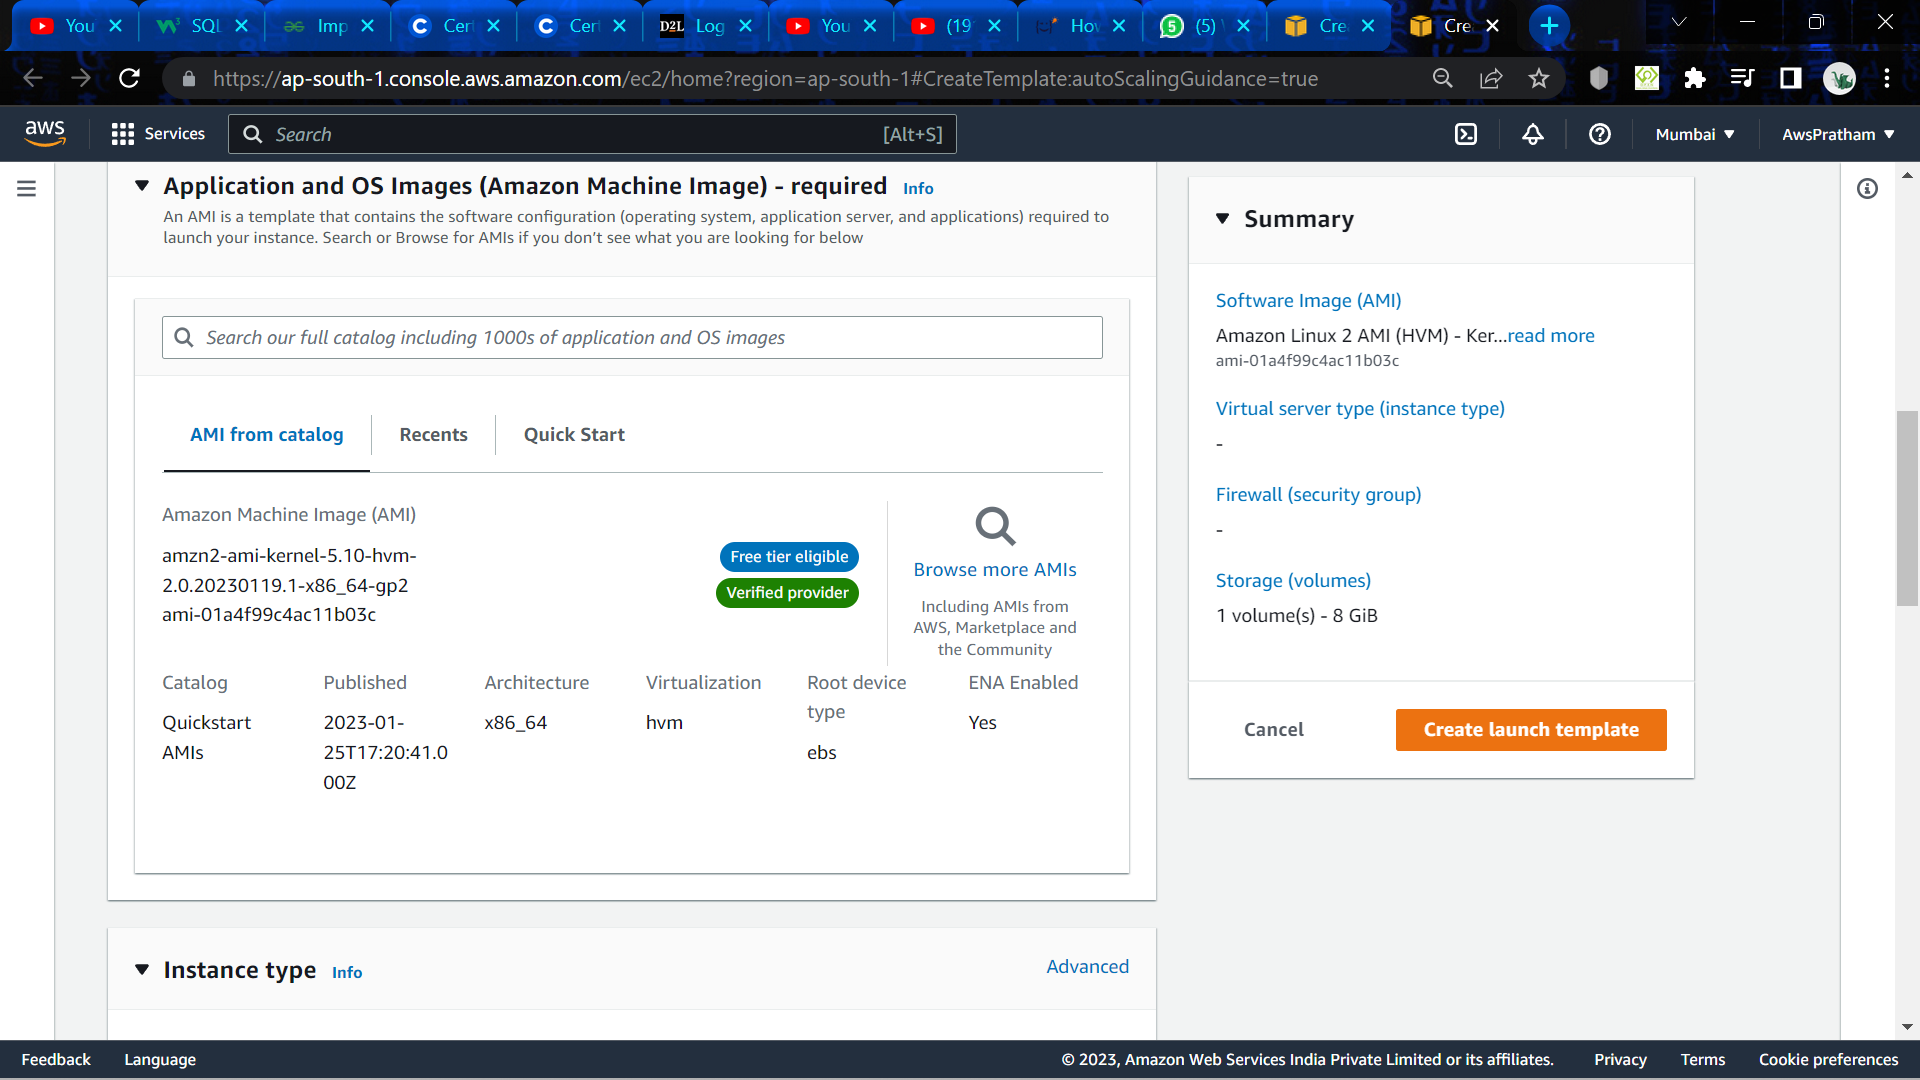 You
SQL
Imp
Cert
Cert
D2L Log
You
(19
How
5 (5)
Cre
Cre
https://ap-south-1.console.aws.amazon.com/ec2/home?region=ap-south-1#CreateTemplate:autoScalingGuidance=true
aws
Services
Search
[Alt+S]
Mumbai
AwsPratham
Application and OS Images (Amazon Machine Image) - required Info
An AMI is a template that contains the software configuration (operating system, application server, and applications) required to
launch your instance. Search or Browse for AMIs if you don't see what you are looking for below
Search our full catalog including 1000s of application and OS images
AMI from catalog
Recents
Quick Start
Amazon Machine Image (AMI)
amzn2-ami-kernel-5.10-hvm-
2.0.20230119.1-x86_64-gp2
ami-01a4f99c4ac11b03c
Free tier eligible
Verified provider
Browse more AMIs
Including AMIs from
AWS, Marketplace and
the Community
Catalog
Quickstart
AMIs
Published
2023-01-
25T17:20:41.0
00Z
Architecture
x86_64
Virtualization
hvm
Root device
type
ebs
ENA Enabled
Yes
Instance type Info
Advanced
Summary
Software Image (AMI)
Amazon Linux 2 AMI (HVM) - Ker...read more
ami-01a4f99c4ac11b03c
Virtual server type (instance type)
-
Firewall (security group)
-
Storage (volumes)
1 volume(s) - 8 GiB
Cancel
Create launch template
Feedback
Language
© 2023, Amazon Web Services India Private Limited or its affiliates.
Privacy
Terms
Cookie preferences